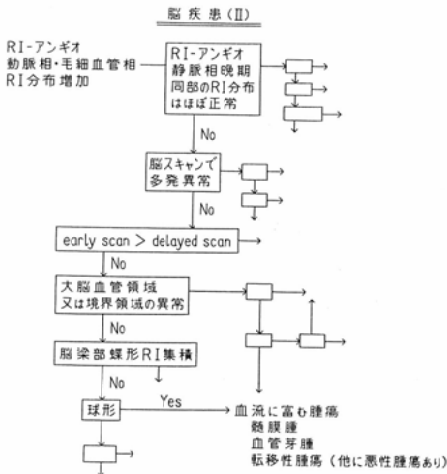 脳疾患(II)
RI-アンギオ
動脈相・毛細血管相
RI分布増加
RI-アンギオ
静脈相晩期
同部のRI分布
はほぼ正常
No
脳スキャンで
多発異常
No
early scan > delayed scan
No
大脳血管領域
又は境界領域の異常
No
脳梁部蝶形RI集積
No
球形
Yes
血流に富む腫瘍
髄膜腫
血管芽腫
転移性腫瘍(他に悪性腫瘍あり)